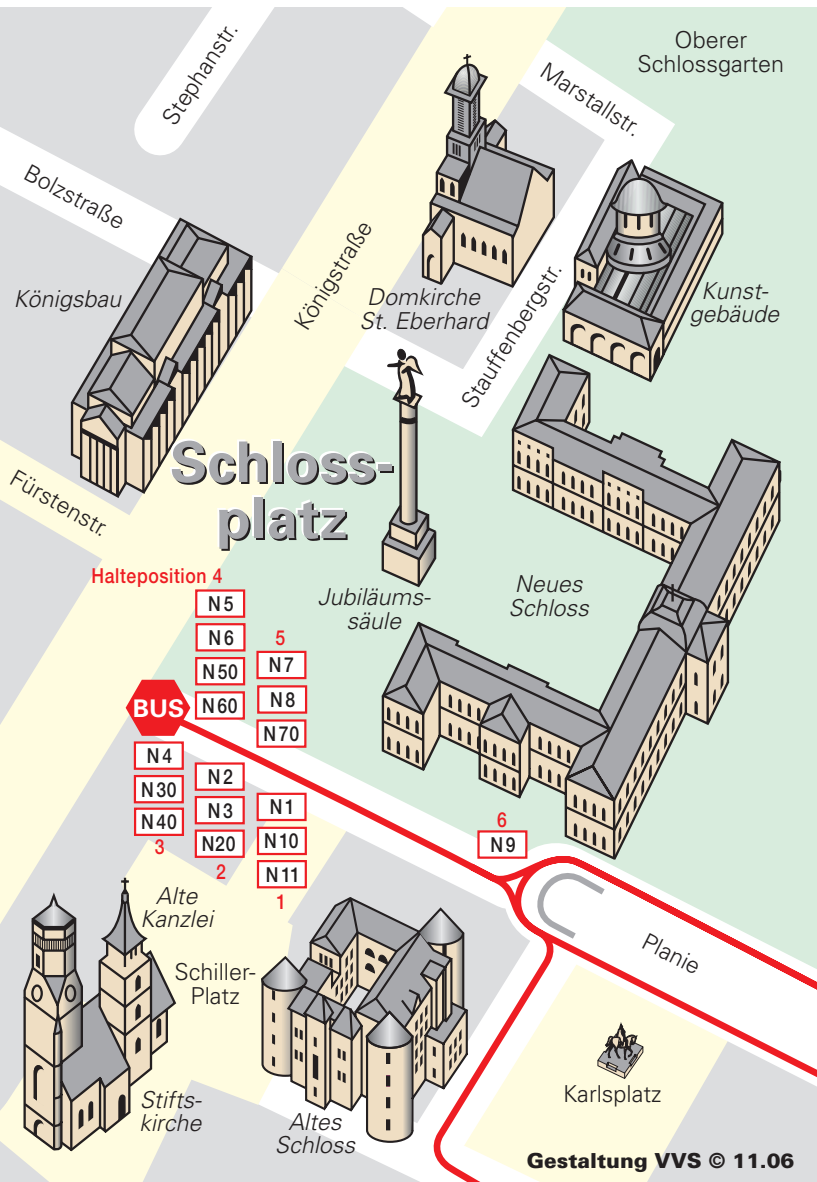 Oberer
Schlossgarten
Stephanstr.
Marstallstr.
Bolzstraße
Königstraße
Königsbau
Domkirche
St. Eberhard
Stauffenbergstr.
Kunst-
gebäude
Schloss-
platz
Fürstenstr.
Jubiläums-
säule
Neues
Schloss
Halteposition 4
N5
N6
N50
N60
5
N7
N8
N70
BUS
N4
N30
N40
3
N2
N3
N20
2
N1
N10
N11
1
6
N9
Alte
Kanzlei
Schiller-
Platz
Planie
Karlsplatz
Stifts-
kirche
Altes
Schloss
Gestaltung VVS © 11.06